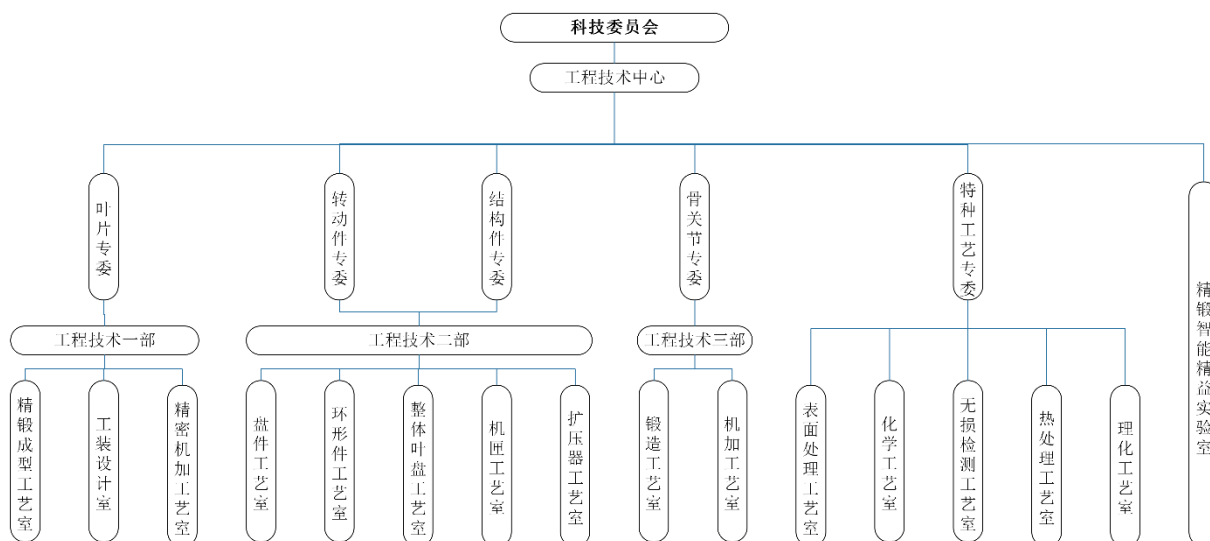 科技委员会
工程技术中心
叶片专委
转动件专委
结构件专委
骨关节专委
特种工艺专委
精锻智能精益实验室
工程技术一部
工程技术二部
工程技术三部
精锻成型工艺室
工装设计室
精密机加工艺室
盘件工艺室
环形件工艺室
整体叶盘工艺室
机匣工艺室
扩压器工艺室
锻造工艺室
机加工艺室
表面处理工艺室
化学工艺室
无损检测工艺室
热处理工艺室
理化工艺室